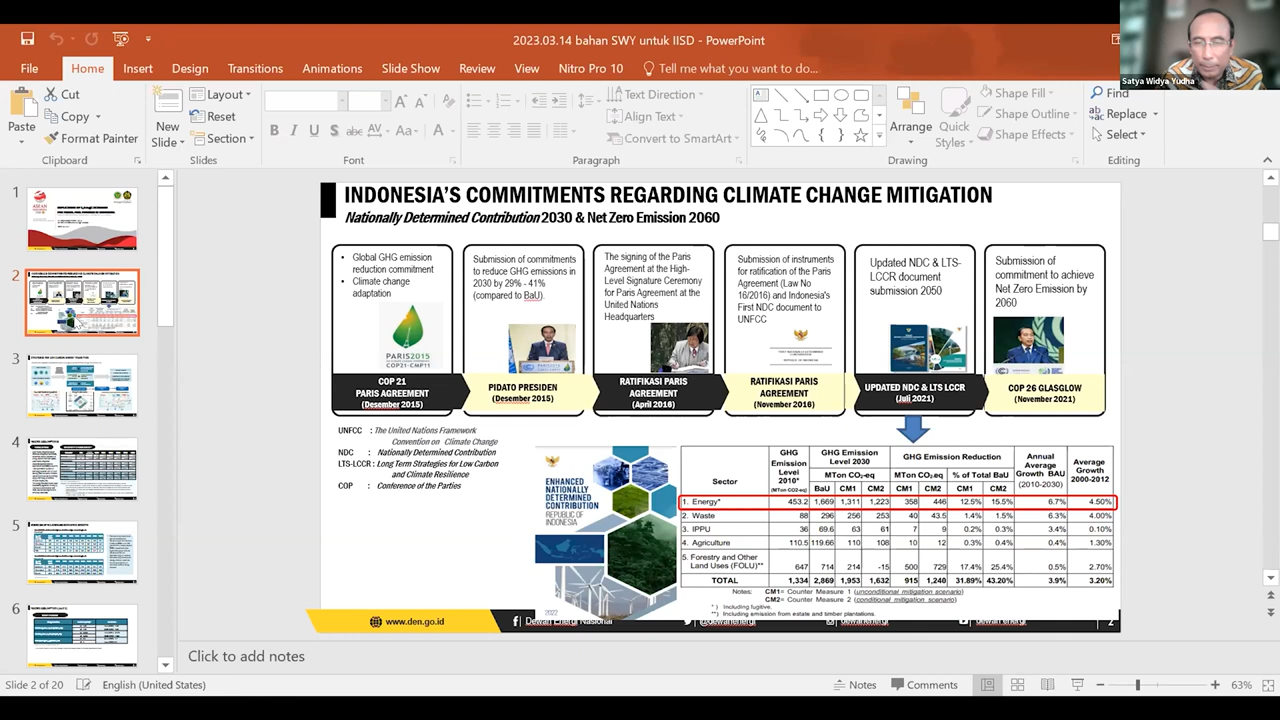 2023.03.14 bahan SWY untuk IISD - PowerPoint
Satya Widya Yudha
File Home Insert Design Transitions Animations Slide Show Review View Nitro Pro 10 Tell me what you want to do...
Paste
Cut
Copy
Format Painter
Clipboard
New Slide
Layout
Reset
Section
Slides
Font
Text Direction
Align Text
Convert to SmartArt
Paragraph
Arrange
Quick Styles
Shape Fill
Shape Outline
Shape Effects
Drawing
Find
Replace
Select
Editing
1
2
3
4
5
6
INDONESIA'S COMMITMENTS REGARDING CLIMATE CHANGE MITIGATION
Nationally Determined Contribution 2030 & Net Zero Emission 2060
• Global GHG emission
reduction commitment
• Climate change
adaptation
PARIS2015
COP21·CMP11
COP 21
PARIS AGREEMENT
(Desember 2015)
Submission of commitments
to reduce GHG emissions in
2030 by 29% - 41%
(compared to BaU).
PIDATO PRESIDEN
(Desember 2015)
The signing of the Paris
Agreement at the High-
Level Signature Ceremony
for Paris Agreement at the
United Nations
Headquarters
RATIFIKASI PARIS
AGREEMENT
(April 2016)
Submission of instruments
for ratification of the Paris
Agreement (Law No
16/2016) and Indonesia's
First NDC document to
UNFCC
RATIFIKASI PARIS
AGREEMENT
(November 2016)
Updated NDC & LTS-
LCCR document
submission 2050
UPDATED NDC & LTS LCCR
(Juli 2021)
Submission of
commitment to achieve
Net Zero Emission by
2060
COP 26 GLASGLOW
(November 2021)
UNFCC : The United Nations Framework
Convention on Climate Change
NDC : Nationally Determined Contribution
LTS-LCCR : Long Term Strategies for Low Carbon
and Climate Resilience
COP : Conference of the Parties
ENHANCED
NATIONALLY
DETERMINED
CONTRIBUTION
REPUBLIC OF
INDONESIA
2022
Sector GHG Emission Level 2010* (MTon CO2-eq) GHG Emission Level 2030 GHG Emission Reduction Annual Average Growth BAU (2010-2030) Average Growth 2000-2012
MTon CO2-eq MTon CO2-eq % of Total BaU
BaU CM1 CM2 CM1 CM2 CM1 CM2
1. Energy* 453.2 1,669 1,311 1,223 358 446 12.5% 15.5% 6.7% 4.50%
2. Waste 88 296 256 253 40 43.5 1.4% 1.5% 6.3% 4.00%
3. IPPU 36 69.6 63 61 7 9 0.2% 0.3% 3.4% 0.10%
4. Agriculture 110.5 119.66 110 108 10 12 0.3% 0.4% 0.4% 1.30%
5. Forestry and Other Land Uses (FOLU)** 647 714 214 -15 500 729 17.4% 25.4% 0.5% 2.70%
TOTAL 1,334 2,869 1,953 1,632 915 1,240 31.89% 43.20% 3.9% 3.20%
Notes: CM1= Counter Measure 1 (unconditional mitigation scenario)
CM2= Counter Measure 2 (conditional mitigation scenario)
*) Including fugitive.
**) Including emission from estate and timber plantations.
www.den.go.id Dewan Energi Nasional @dewanenergi dewanenergi dewan energi 2
Click to add notes
Slide 2 of 20 English (United States) Notes Comments 63%